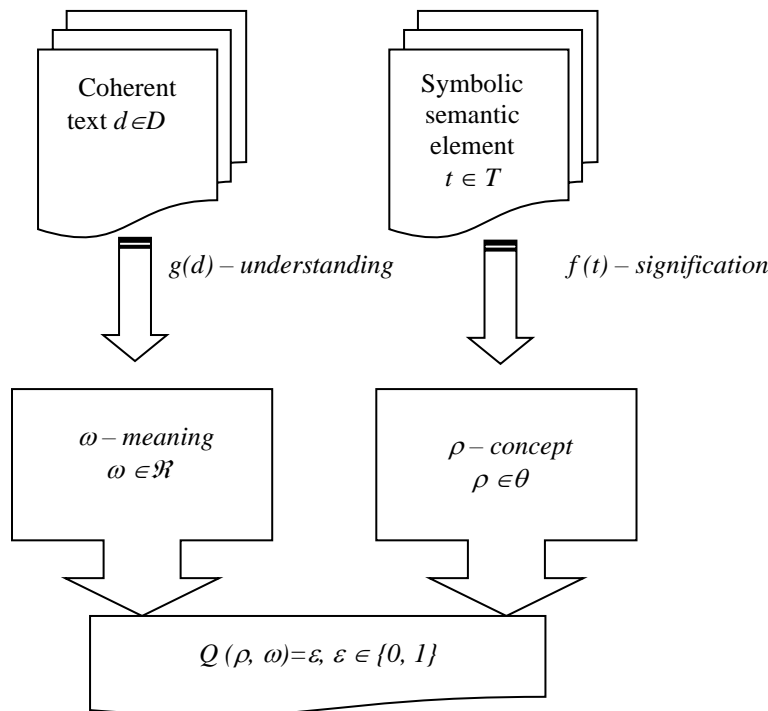 Coherent
text d∈D
Symbolic
semantic
element
t ∈ T
g(d) – understanding
f (t) – signification
ω – meaning
ω ∈ℜ
ρ – concept
ρ ∈θ
Q (ρ, ω)=ε, ε ∈ {0, 1}